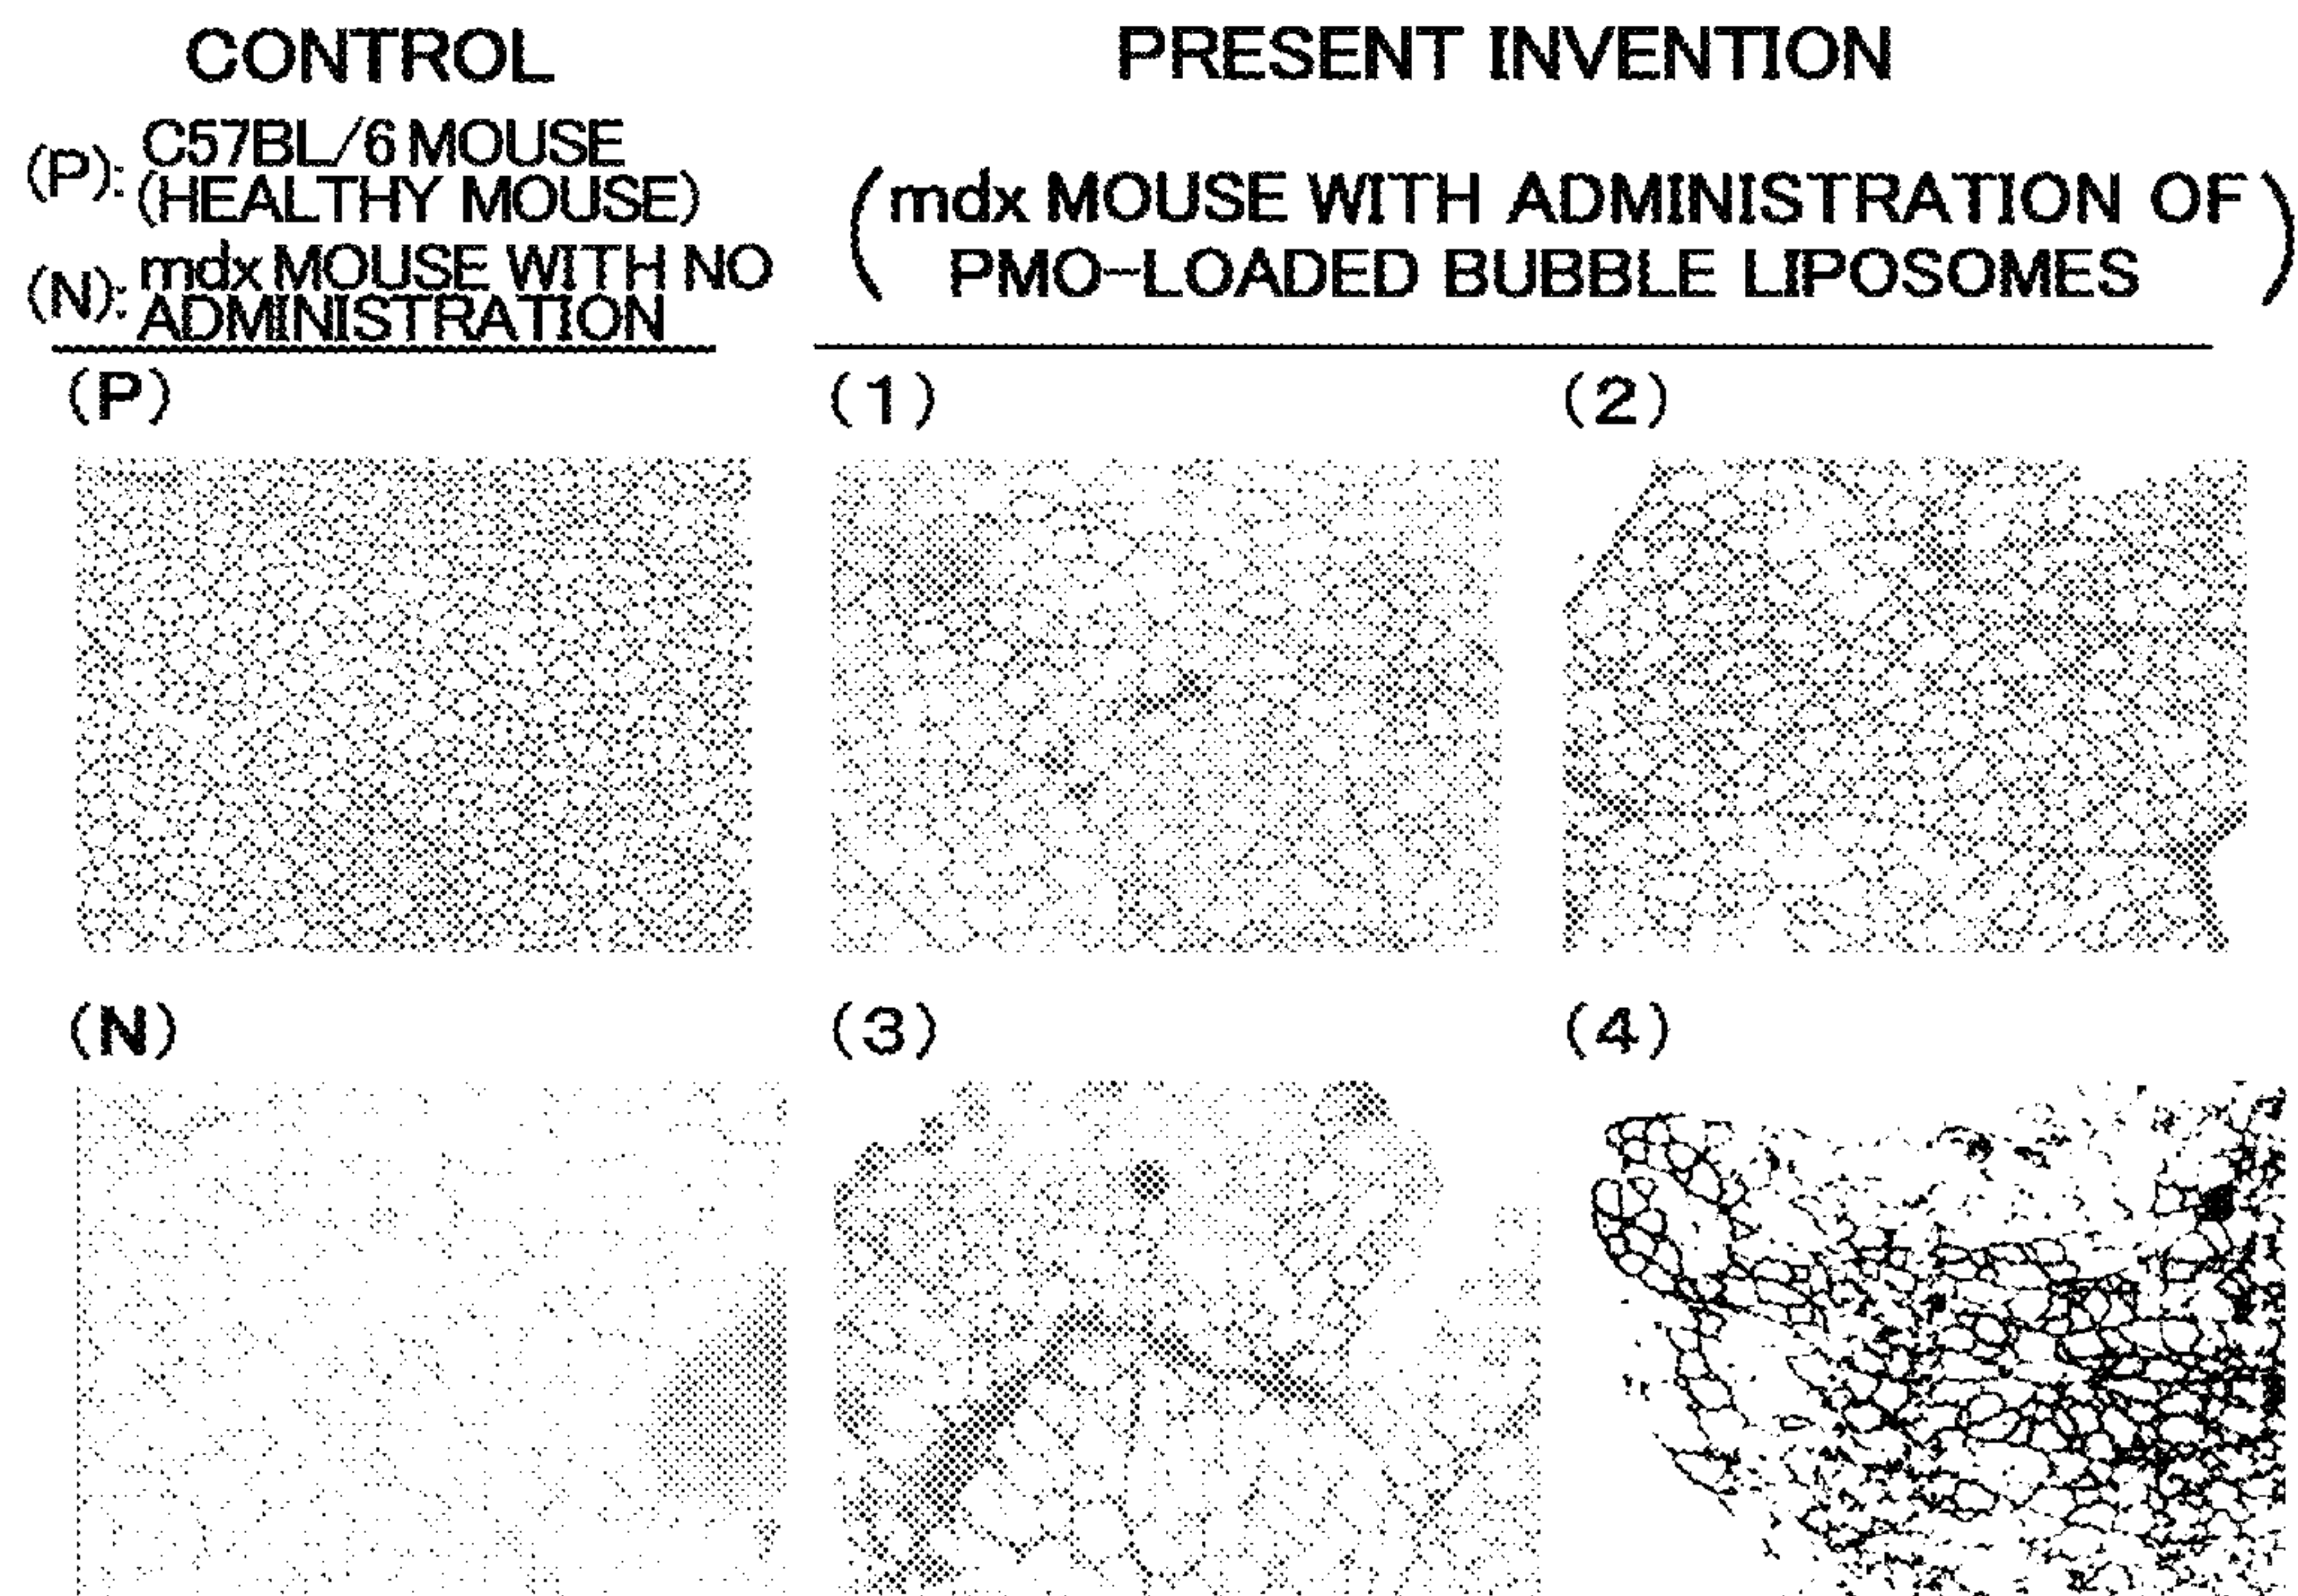 CONTROL
(P): C57BL/6 MOUSE
(HEALTHY MOUSE)
(N): mdx MOUSE WITH NO
ADMINISTRATION
PRESENT INVENTION
(mdx MOUSE WITH ADMINISTRATION OF
PMO-LOADED BUBBLE LIPOSOMES)
(P)
(1)
(2)
(N)
(3)
(4)